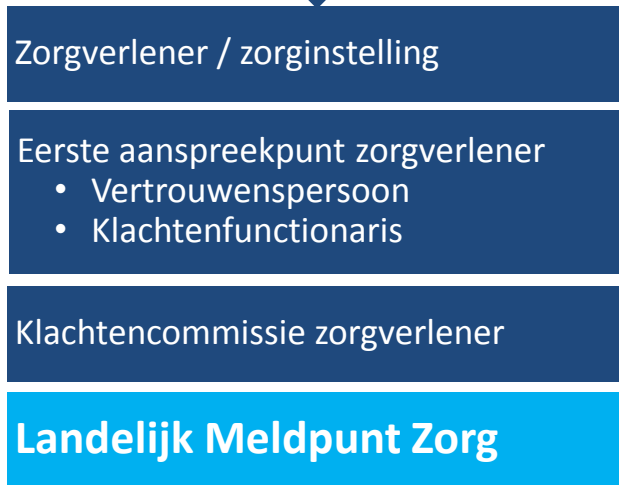 Zorgverlener / zorginstelling
Eerste aanspreekpunt zorgverlener
• Vertrouwenspersoon
• Klachtenfunctionaris
Klachtencommissie zorgverlener
Landelijk Meldpunt Zorg